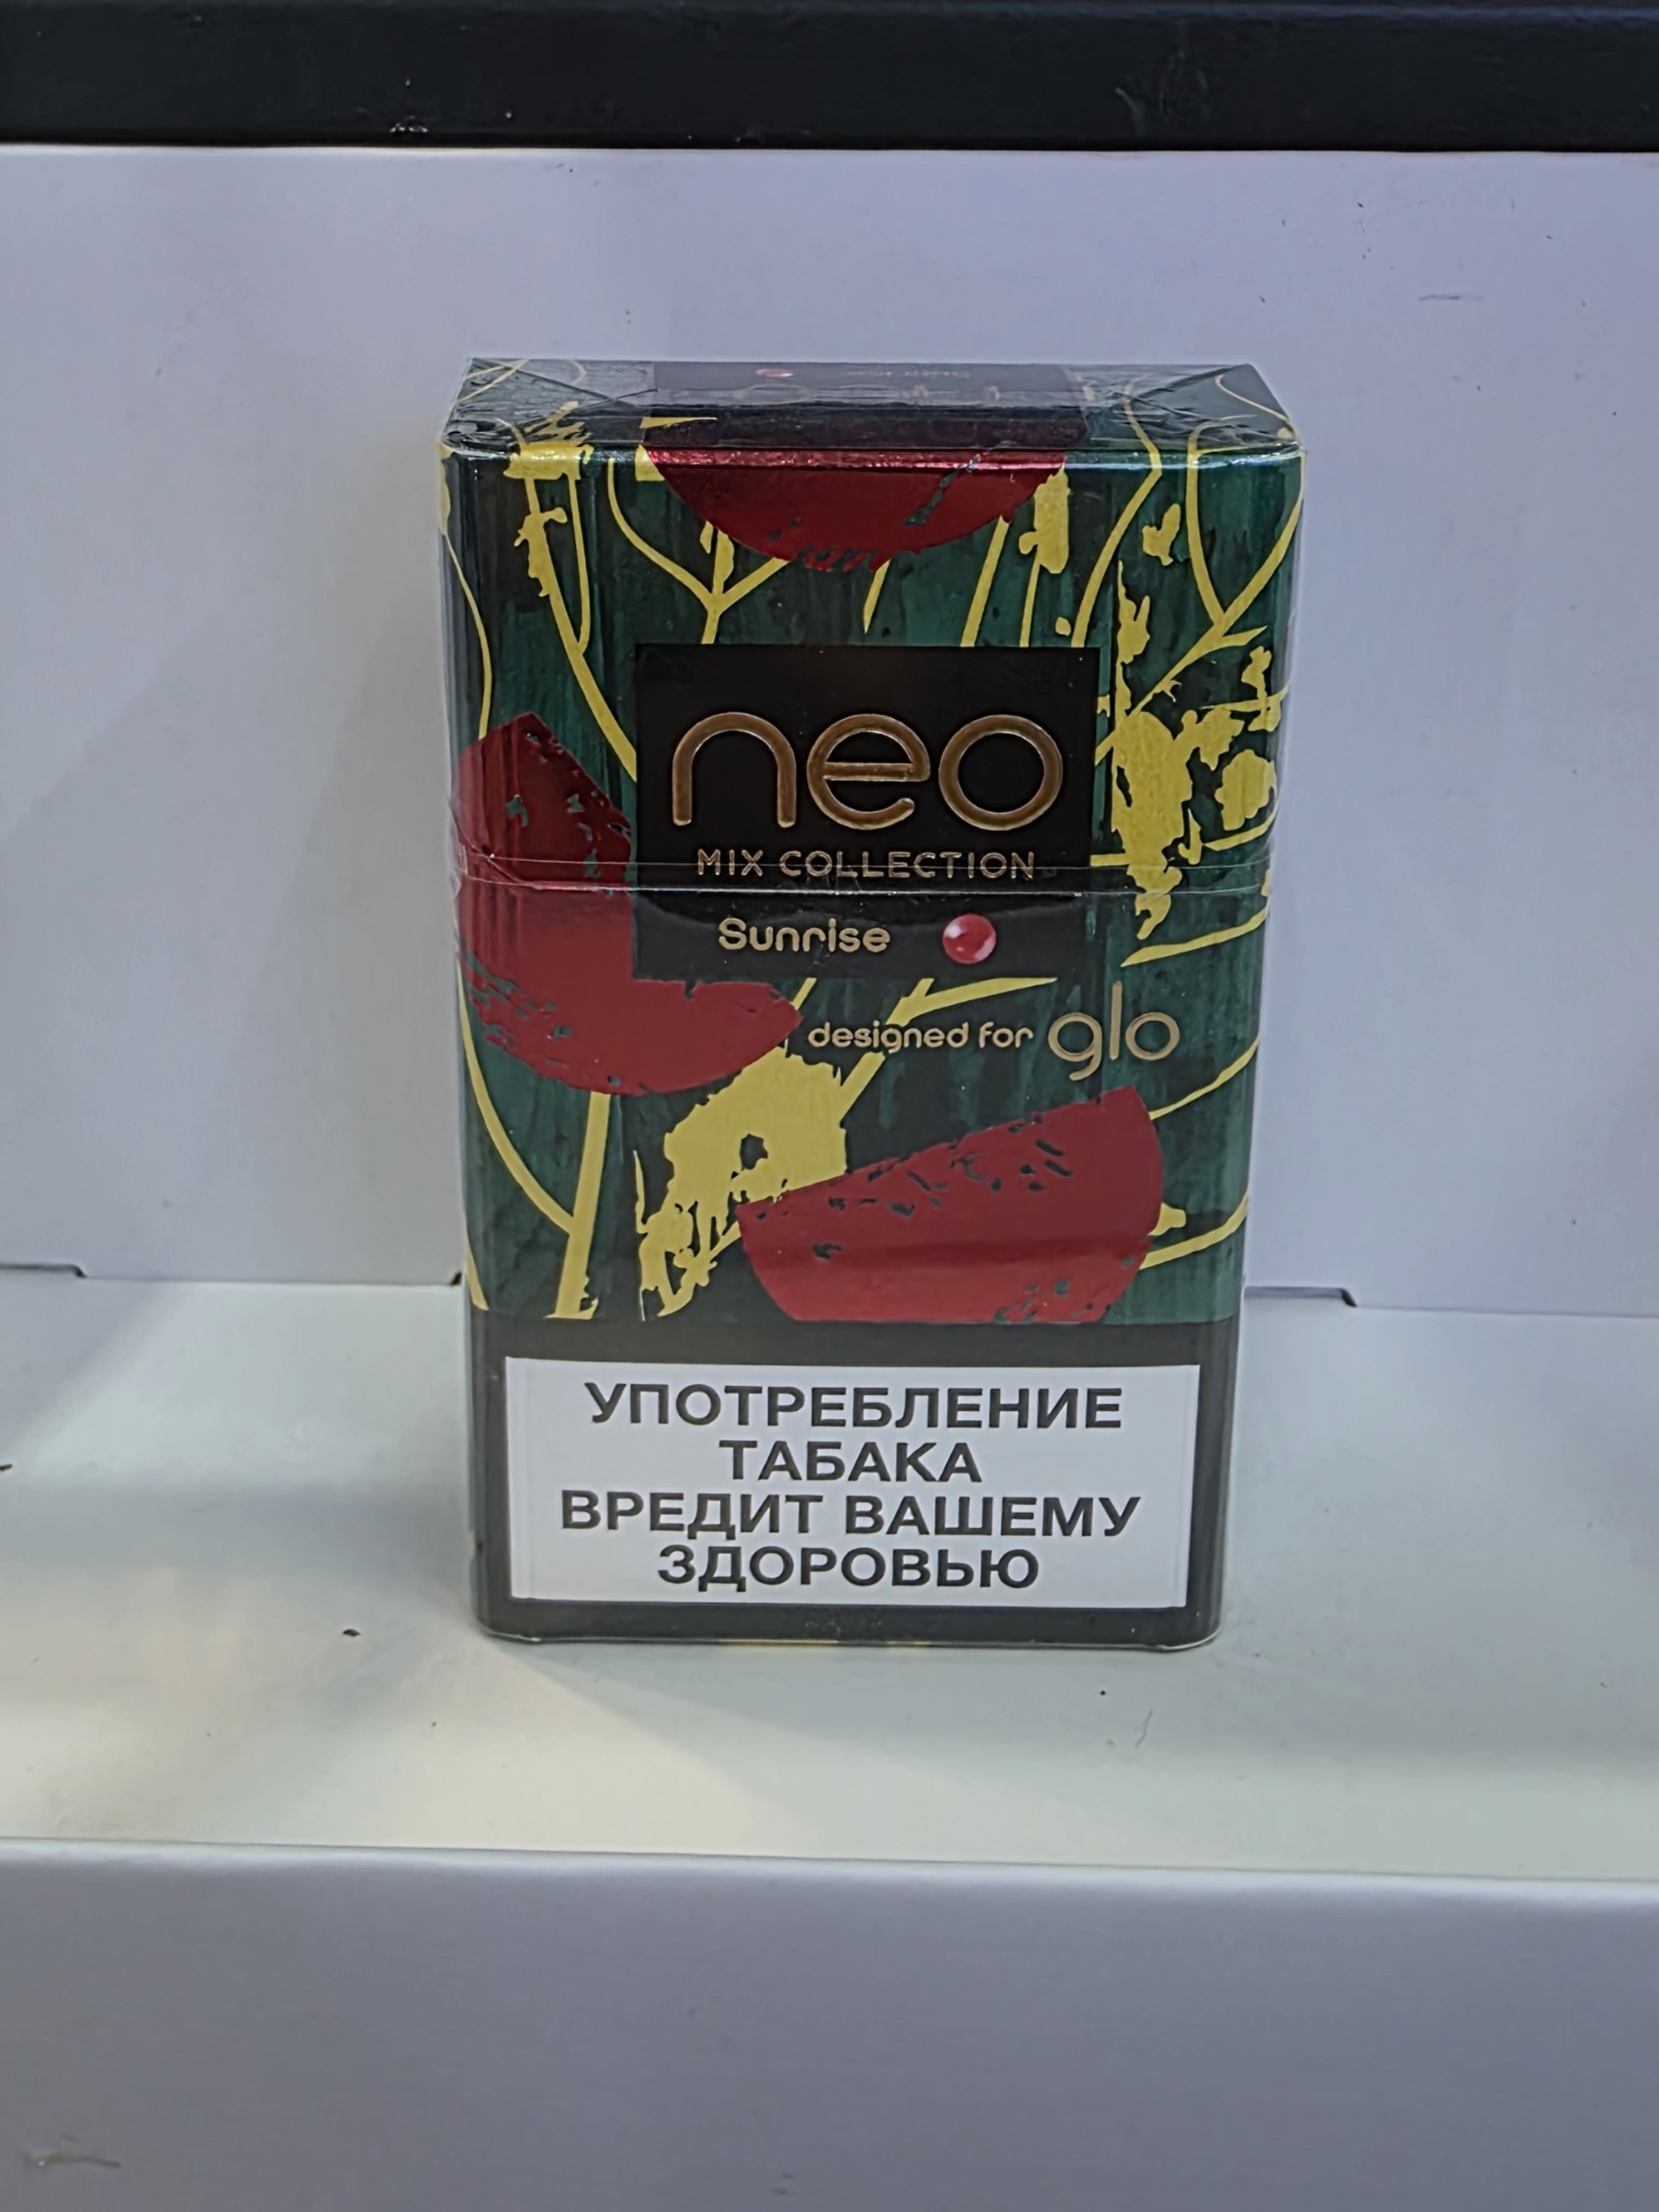 neo
MIX COLLECTION
Sunrise
designed for glo
УПОТРЕБЛЕНИЕ
ТАБАКА
ВРЕДИТ ВАШЕМУ
ЗДОРОВЬЮ